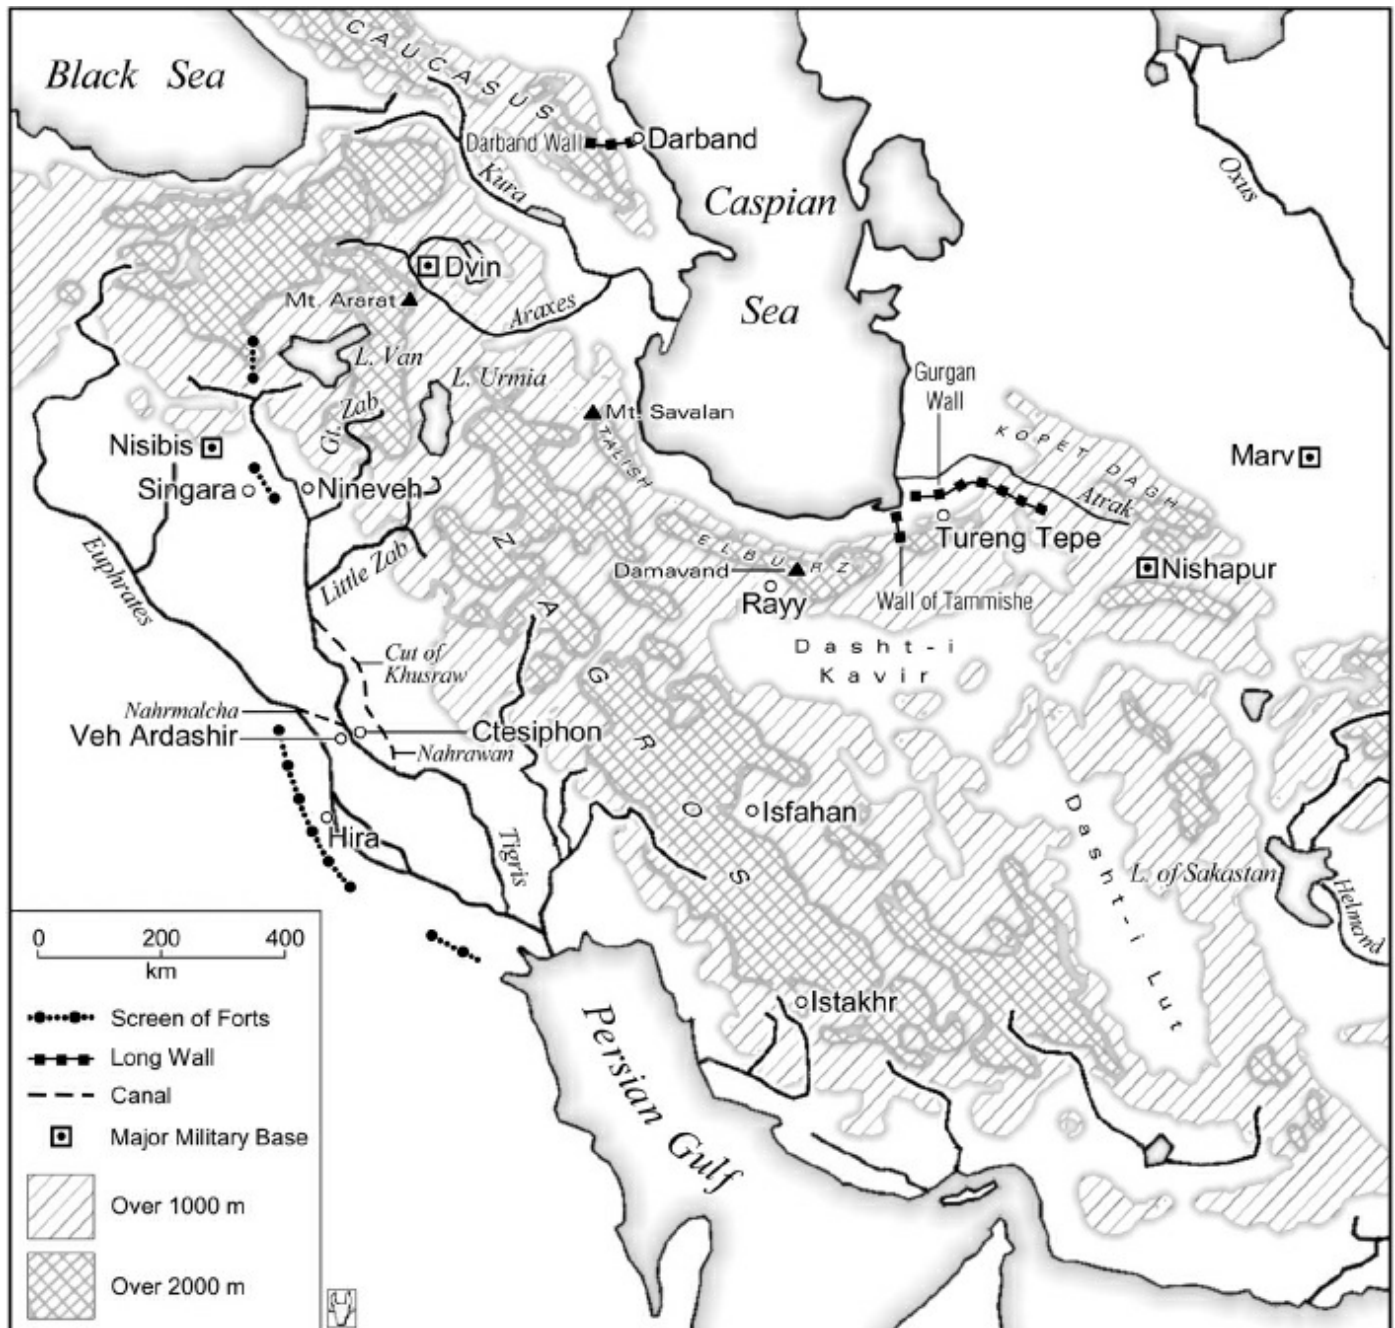 CAUCASUS
Black Sea
Darband Wall
Darband
Oxus
Kura
Caspian
Sea
Dvin
Mt. Ararat
Araxes
L. Van
L. Urmia
Gt. Zab
Mt. Savalan
TALISH
Gurgan
Wall
KOPET DAGH
Nisibis
Marv
Singara
Nineveh
Atrak
Tureng Tepe
Euphrates
Little Zab
ELBURZ
Damavand
Nishapur
Rayy
Wall of Tammishe
ZAGROS
Dasht-i
Kavir
Cut of
Khusraw
Nahrmalcha
Veh Ardashir
Ctesiphon
Nahrawan
Isfahan
Hira
Tigris
Dasht-i Lut
L. of Sakastan
Helmand
Istakhr
Persian Gulf
0 200 400
km
Screen of Forts
Long Wall
Canal
Major Military Base
Over 1000 m
Over 2000 m